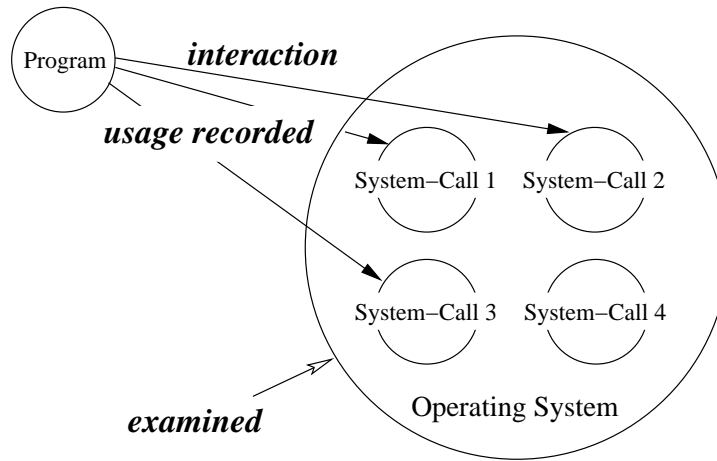 interaction
Program
usage recorded
System–Call 1
System–Call 2
System–Call 3
System–Call 4
Operating System
examined